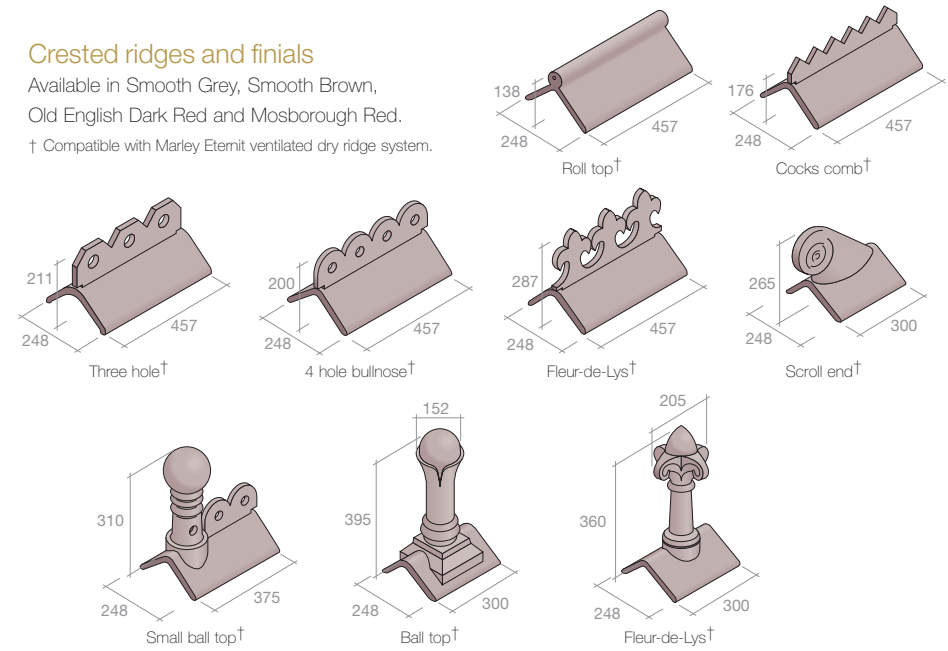 Crested ridges and finials
Available in Smooth Grey, Smooth Brown,
Old English Dark Red and Mosborough Red.
† Compatible with Marley Eternit ventilated dry ridge system.
138
248
457
Roll top†
176
248
457
Cocks comb†
211
248
457
Three hole†
200
248
457
4 hole bullnose†
287
248
457
Fleur-de-Lys†
265
248
300
Scroll end†
310
248
375
Small ball top†
152
395
248
300
Ball top†
205
360
248
300
Fleur-de-Lys†